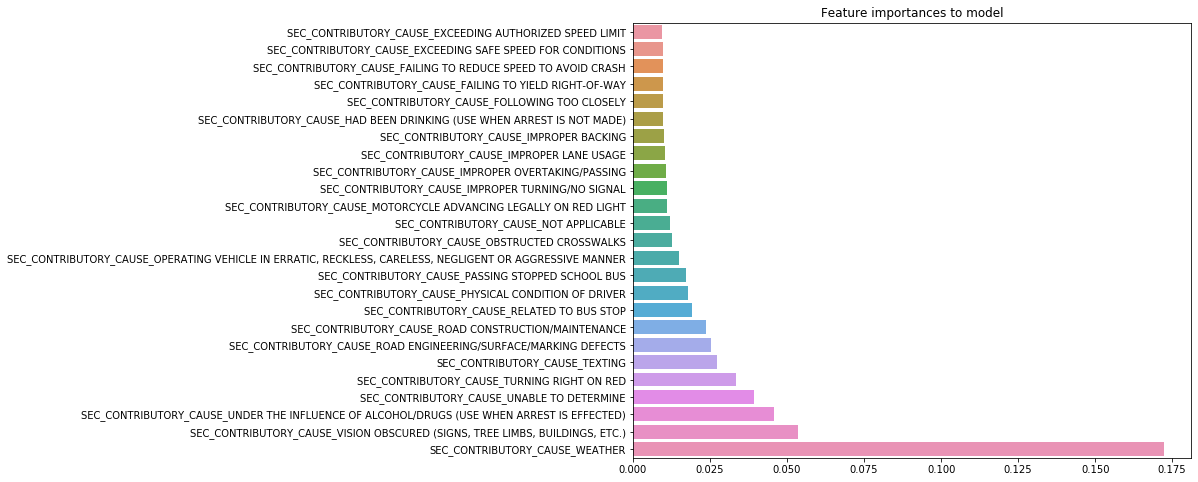 Feature importances to model
SEC_CONTRIBUTORY_CAUSE_EXCEEDING AUTHORIZED SPEED LIMIT
SEC_CONTRIBUTORY_CAUSE_EXCEEDING SAFE SPEED FOR CONDITIONS
SEC_CONTRIBUTORY_CAUSE_FAILING TO REDUCE SPEED TO AVOID CRASH
SEC_CONTRIBUTORY_CAUSE_FAILING TO YIELD RIGHT-OF-WAY
SEC_CONTRIBUTORY_CAUSE_FOLLOWING TOO CLOSELY
SEC_CONTRIBUTORY_CAUSE_HAD BEEN DRINKING (USE WHEN ARREST IS NOT MADE)
SEC_CONTRIBUTORY_CAUSE_IMPROPER BACKING
SEC_CONTRIBUTORY_CAUSE_IMPROPER LANE USAGE
SEC_CONTRIBUTORY_CAUSE_IMPROPER OVERTAKING/PASSING
SEC_CONTRIBUTORY_CAUSE_IMPROPER TURNING/NO SIGNAL
SEC_CONTRIBUTORY_CAUSE_MOTORCYCLE ADVANCING LEGALLY ON RED LIGHT
SEC_CONTRIBUTORY_CAUSE_NOT APPLICABLE
SEC_CONTRIBUTORY_CAUSE_OBSTRUCTED CROSSWALKS
SEC_CONTRIBUTORY_CAUSE_OPERATING VEHICLE IN ERRATIC, RECKLESS, CARELESS, NEGLIGENT OR AGGRESSIVE MANNER
SEC_CONTRIBUTORY_CAUSE_PASSING STOPPED SCHOOL BUS
SEC_CONTRIBUTORY_CAUSE_PHYSICAL CONDITION OF DRIVER
SEC_CONTRIBUTORY_CAUSE_RELATED TO BUS STOP
SEC_CONTRIBUTORY_CAUSE_ROAD CONSTRUCTION/MAINTENANCE
SEC_CONTRIBUTORY_CAUSE_ROAD ENGINEERING/SURFACE/MARKING DEFECTS
SEC_CONTRIBUTORY_CAUSE_TEXTING
SEC_CONTRIBUTORY_CAUSE_TURNING RIGHT ON RED
SEC_CONTRIBUTORY_CAUSE_UNABLE TO DETERMINE
SEC_CONTRIBUTORY_CAUSE_UNDER THE INFLUENCE OF ALCOHOL/DRUGS (USE WHEN ARREST IS EFFECTED)
SEC_CONTRIBUTORY_CAUSE_VISION OBSCURED (SIGNS, TREE LIMBS, BUILDINGS, ETC.)
SEC_CONTRIBUTORY_CAUSE_WEATHER
0.000 0.025 0.050 0.075 0.100 0.125 0.150 0.175